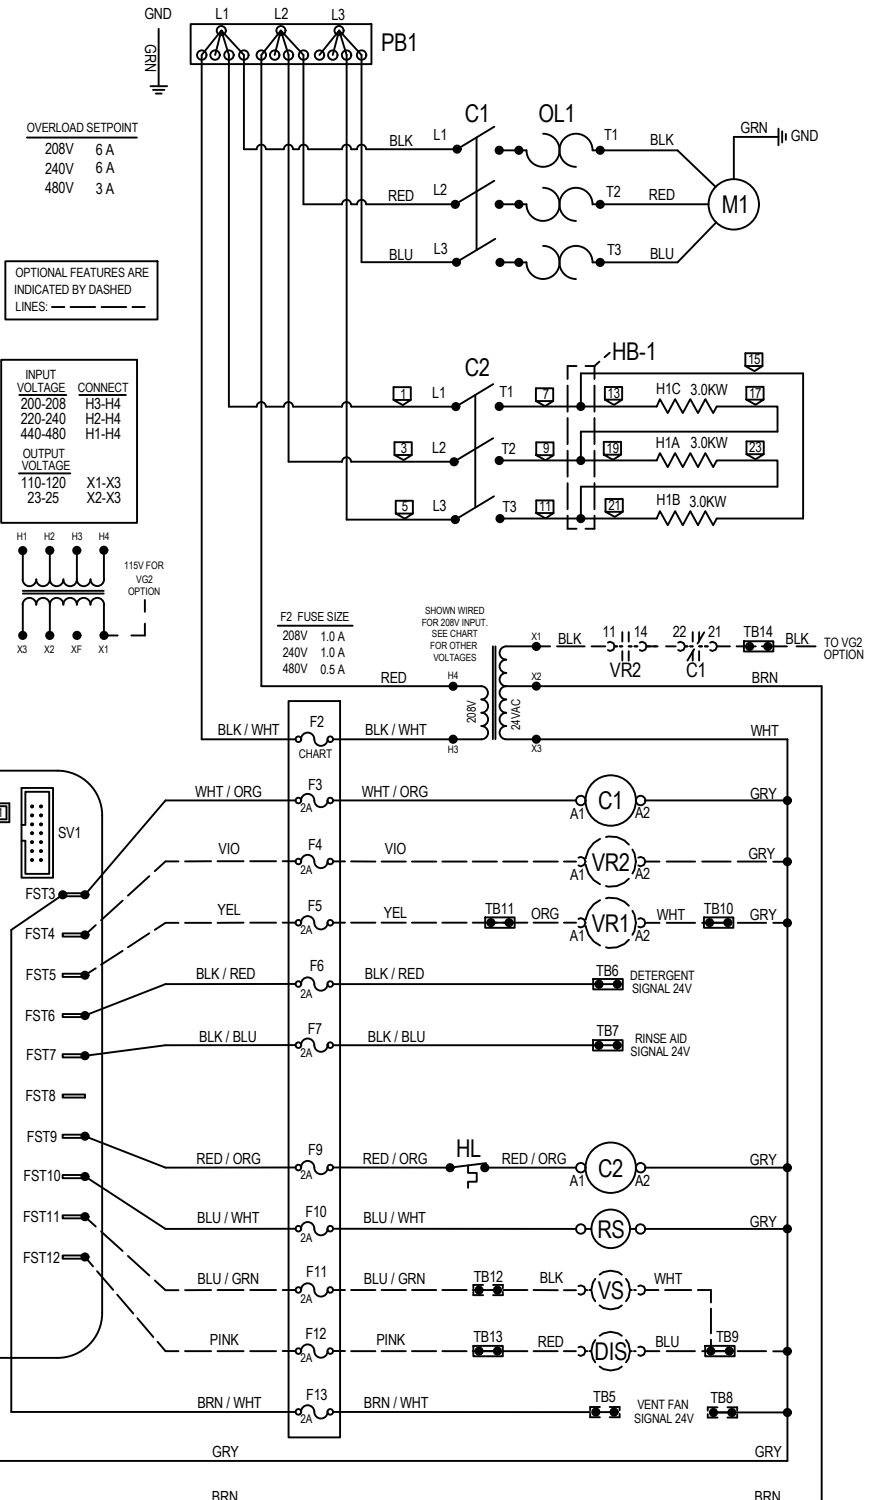 GND
L1
L2
L3
PB1
GRN
OVERLOAD SETPOINT
208V 6 A
240V 6 A
480V 3 A
C1
OL1
BLK
L1
T1
BLK
GRN
GND
RED
L2
T2
RED
M1
BLU
L3
T3
BLU
OPTIONAL FEATURES ARE
INDICATED BY DASHED
LINES:
INPUT
VOLTAGE CONNECT
200-208 H3-H4
220-240 H2-H4
440-480 H1-H4
OUTPUT
VOLTAGE
110-120 X1-X3
23-25 X2-X3
C2
HB-1
15
1
L1
T1
7
13
H1C 3.0KW
17
3
L2
T2
9
19
H1A 3.0KW
23
5
L3
T3
11
21
H1B 3.0KW
H1 H2 H3 H4
115V FOR
VG2
OPTION
X3 X2 XF X1
F2 FUSE SIZE
208V 1.0 A
240V 1.0 A
480V 0.5 A
SHOWN WIRED
FOR 208V INPUT.
SEE CHART
FOR OTHER
VOLTAGES
X1
BLK
11 14
VR2
22 21
C1
TB14
BLK
TO VG2
OPTION
RED
H4
208V
24VAC
X2
BRN
BLK / WHT
F2
CHART
BLK / WHT
H3
X3
WHT
SV1
WHT / ORG
F3
2A
WHT / ORG
C1
A1 A2
GRY
FST3
VIO
F4
2A
VIO
VR2
A1 A2
GRY
FST4
YEL
F5
2A
YEL
TB11
ORG
VR1
A1 A2
WHT
TB10
GRY
FST5
BLK / RED
F6
2A
BLK / RED
TB6
DETERGENT
SIGNAL 24V
FST6
BLK / BLU
F7
2A
BLK / BLU
TB7
RINSE AID
SIGNAL 24V
FST7
FST8
FST9
RED / ORG
F9
2A
RED / ORG
HL
RED / ORG
C2
A1 A2
GRY
FST10
BLU / WHT
F10
2A
BLU / WHT
RS
GRY
FST11
BLU / GRN
F11
2A
BLU / GRN
TB12
BLK
VS
WHT
FST12
PINK
F12
2A
PINK
TB13
RED
DIS
BLU
TB9
BRN / WHT
F13
2A
BRN / WHT
TB5
VENT FAN
SIGNAL 24V
TB8
GRY
GRY
BRN
BRN